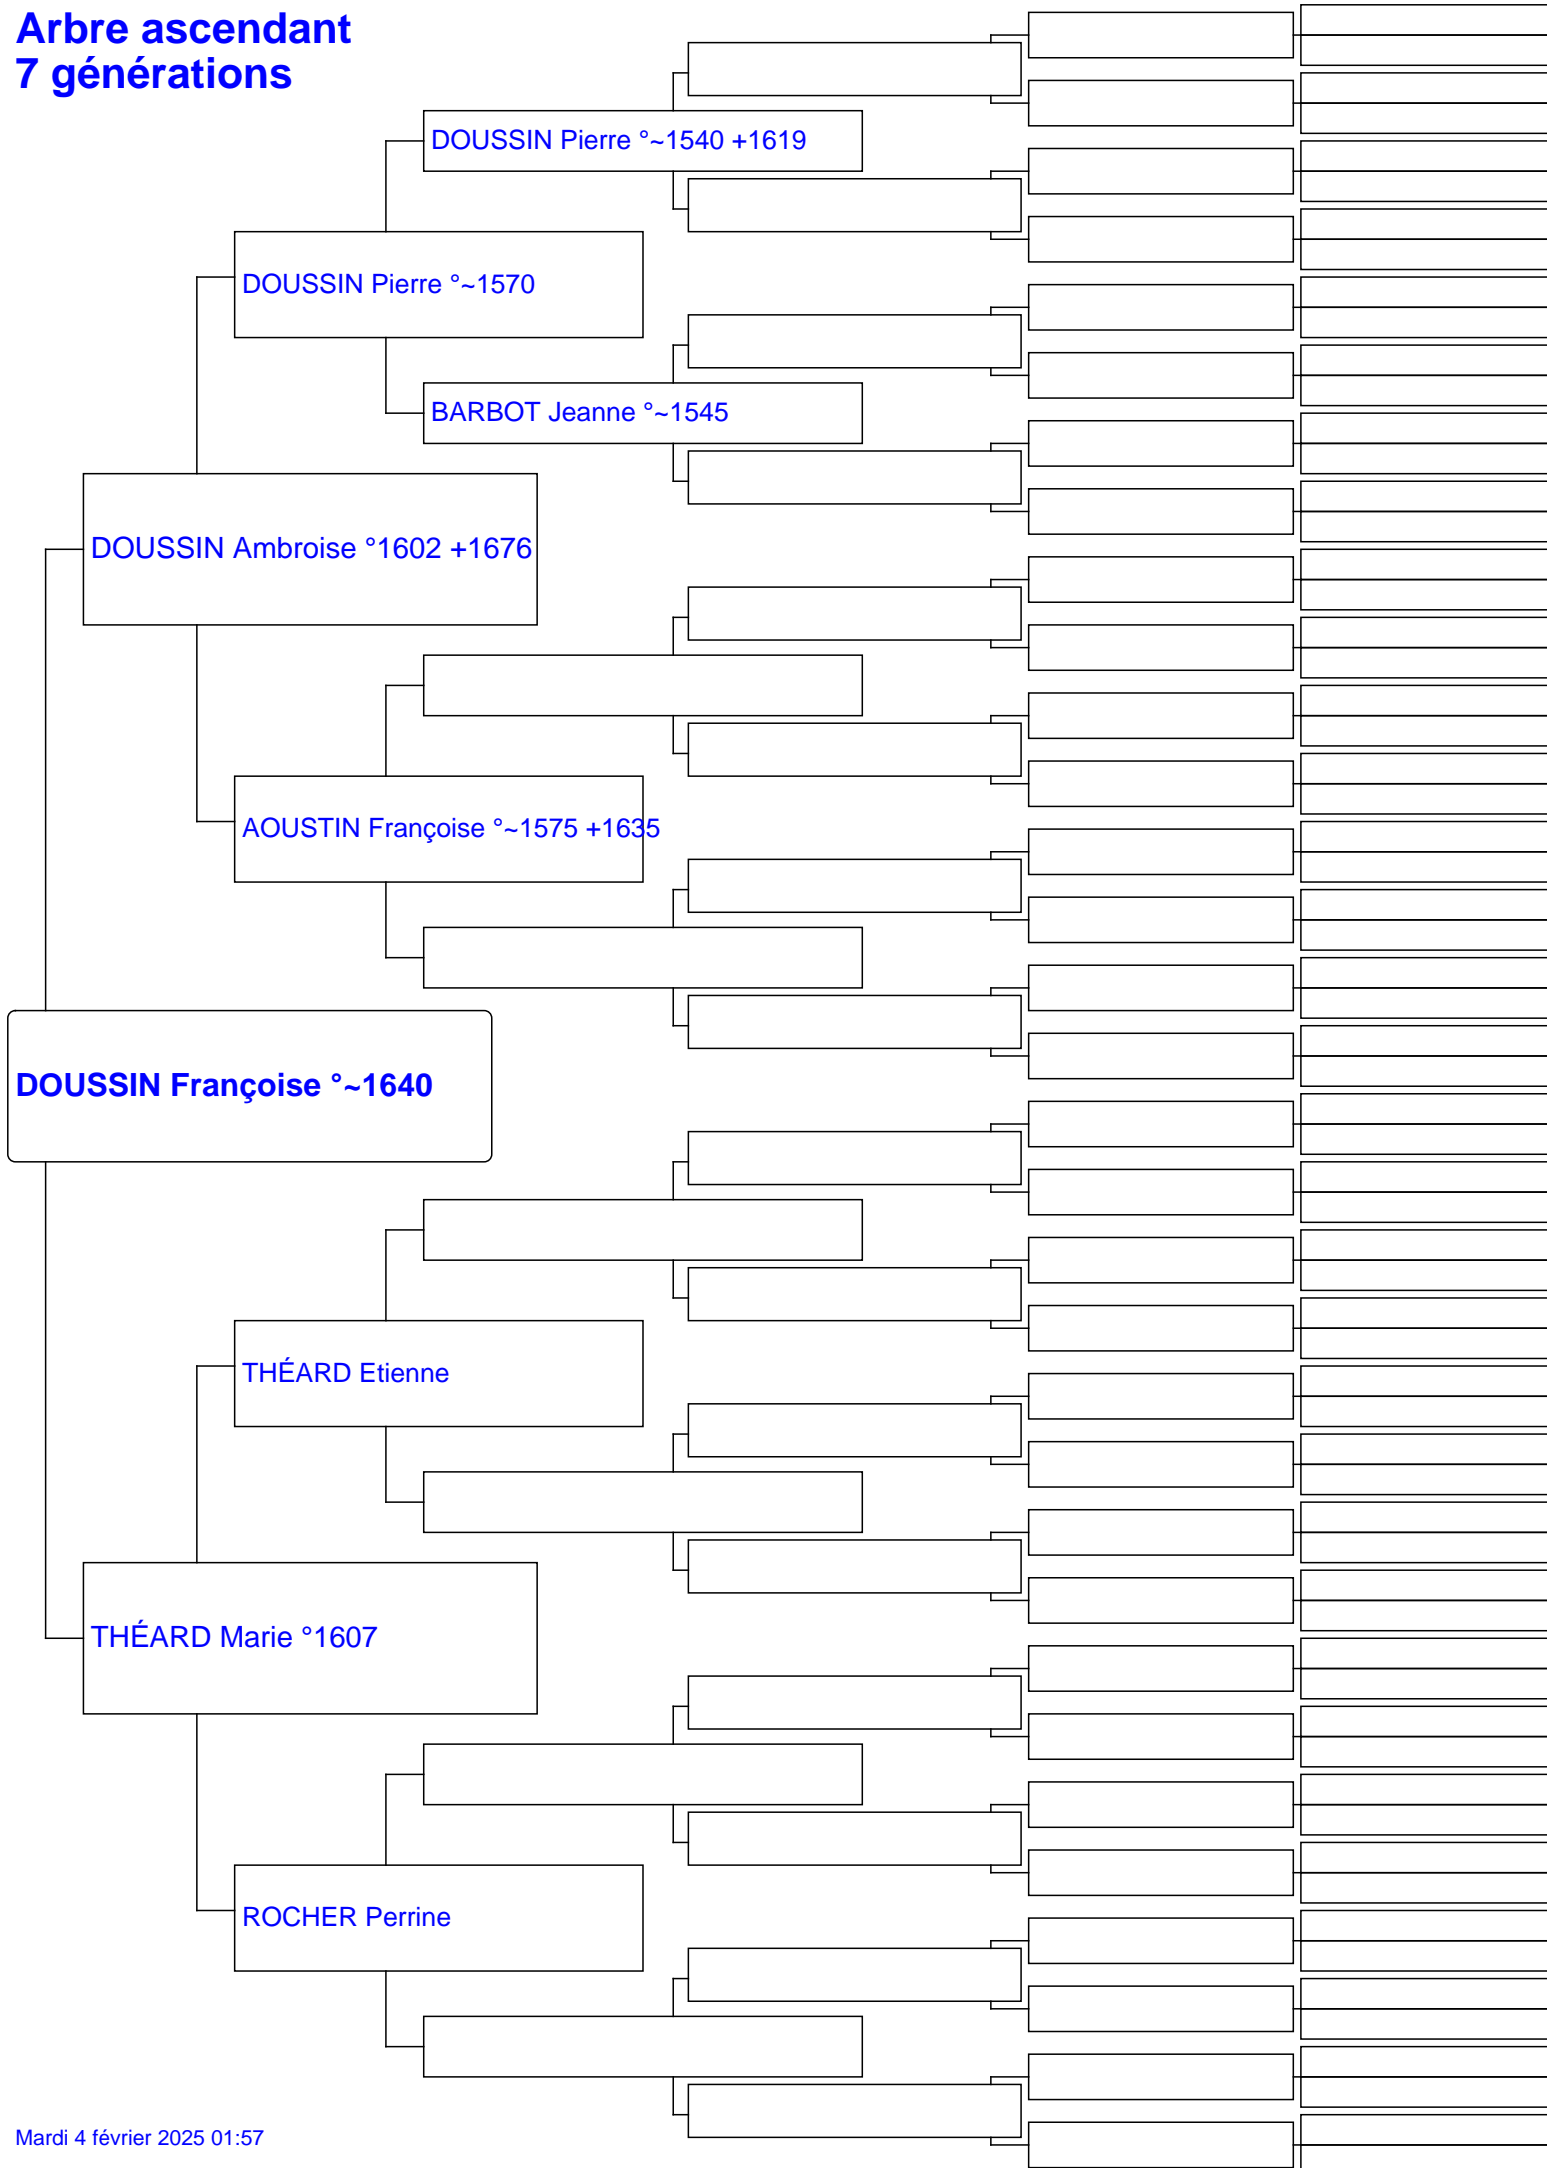 Arbre ascendant
7 générations
DOUSSIN Pierre °~1540 +1619
DOUSSIN Pierre °~1570
BARBOT Jeanne °~1545
DOUSSIN Ambroise °1602 +1676
AOUSTIN Françoise °~1575 +1635
DOUSSIN Françoise °~1640
THÉARD Etienne
THÉARD Marie °1607
ROCHER Perrine
Mardi 4 février 2025 01:57